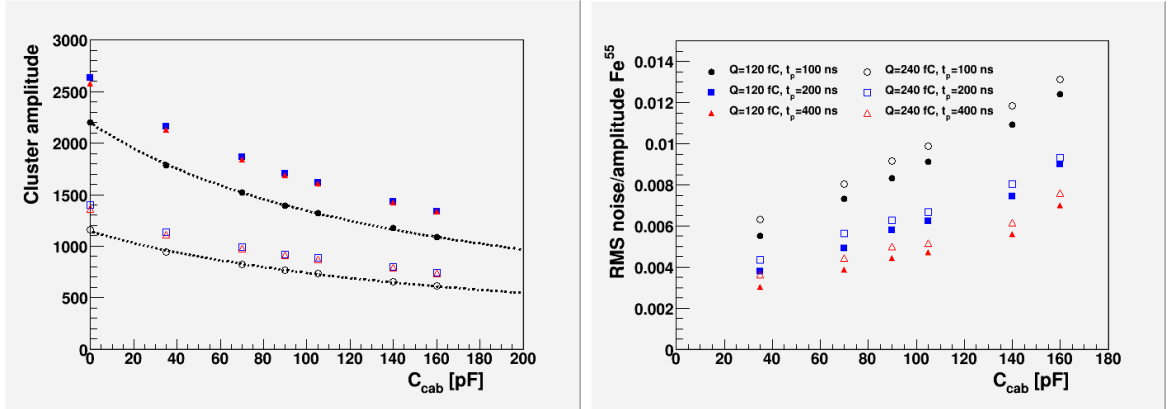 Cluster amplitude
3000
2500
2000
1500
1000
500
0
0 20 40 60 80 100 120 140 160 180 200
C_cab [pF]
RMS noise/amplitude Fe^55
0.014
0.012
0.01
0.008
0.006
0.004
0.002
0
Q=120 fC, t_p=100 ns
Q=240 fC, t_p=100 ns
Q=120 fC, t_p=200 ns
Q=240 fC, t_p=200 ns
Q=120 fC, t_p=400 ns
Q=240 fC, t_p=400 ns
0 20 40 60 80 100 120 140 160 180
C_cab [pF]